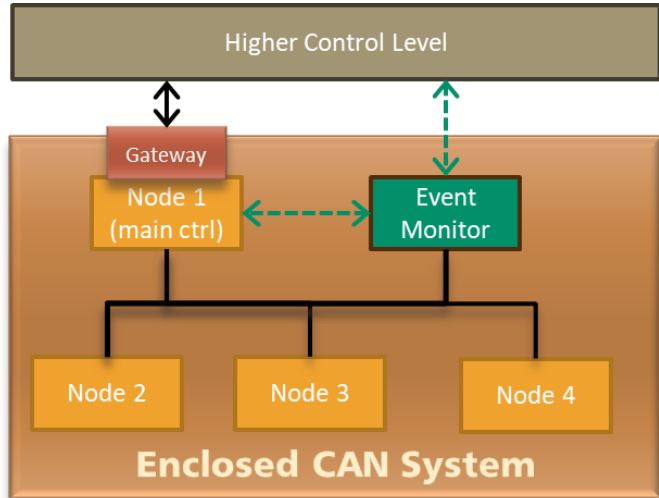 Higher Control Level
Gateway
Node 1
(main ctrl)
Event
Monitor
Node 2
Node 3
Node 4
Enclosed CAN System